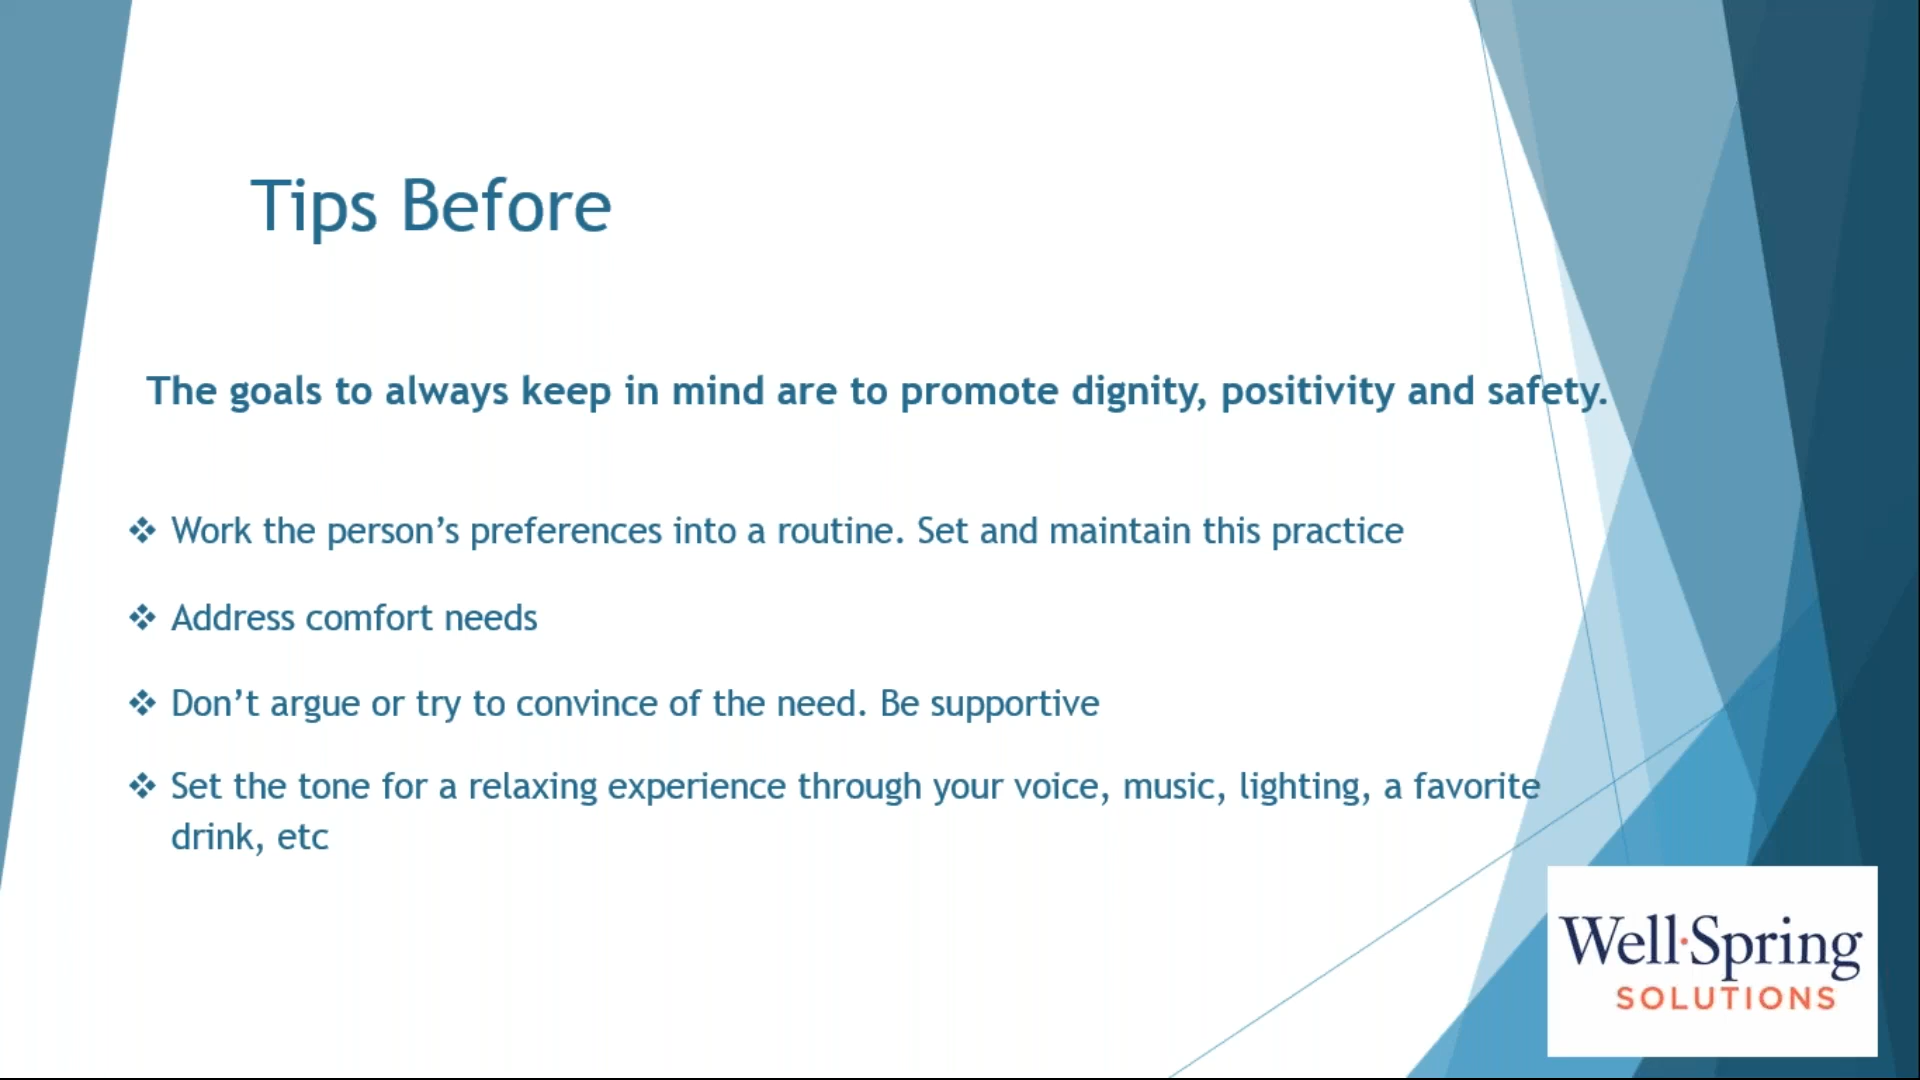 Tips Before
The goals to always keep in mind are to promote dignity, positivity and safety.
❖ Work the person’s preferences into a routine. Set and maintain this practice
❖ Address comfort needs
❖ Don’t argue or try to convince of the need. Be supportive
❖ Set the tone for a relaxing experience through your voice, music, lighting, a favorite
drink, etc
Well·Spring
SOLUTIONS